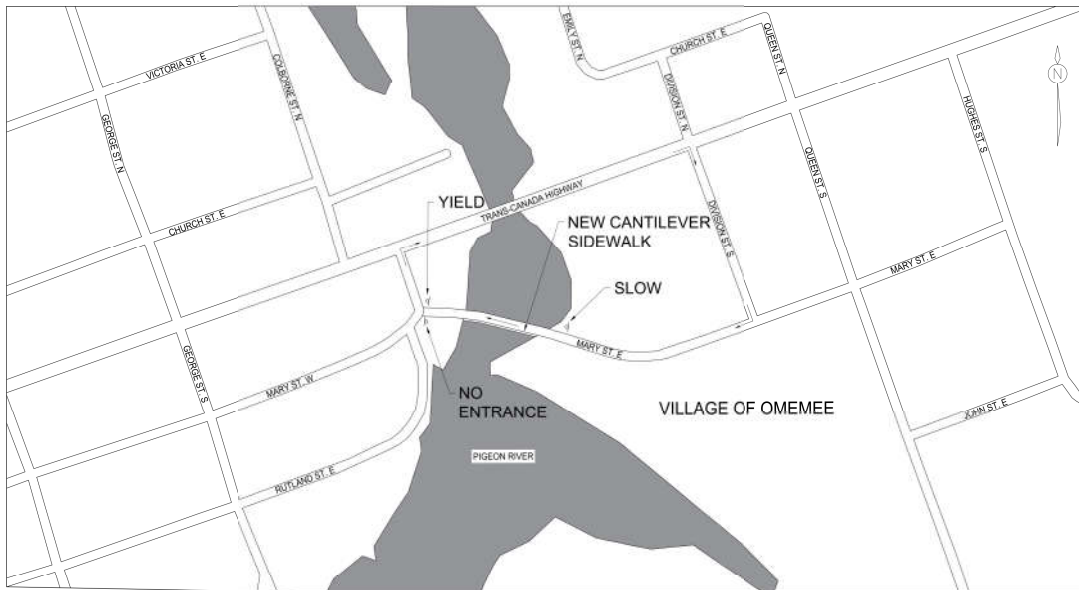 EMILY ST. N
CHURCH ST. E
QUEEN ST. N
VICTORIA ST. E
COLBORNE ST. N
N
DIVISION ST. N
HUGHES ST. S
GEORGE ST. N
QUEEN ST. S
YIELD
TRANS-CANADA HIGHWAY
CHURCH ST. E
NEW CANTILEVER
SIDEWALK
DIVISION ST. S
MARY ST. E
SLOW
MARY ST. E
GEORGE ST. S
MARY ST. W
NO
ENTRANCE
VILLAGE OF OMEMEE
JOHN ST. E
PIGEON RIVER
RUTLAND ST. E